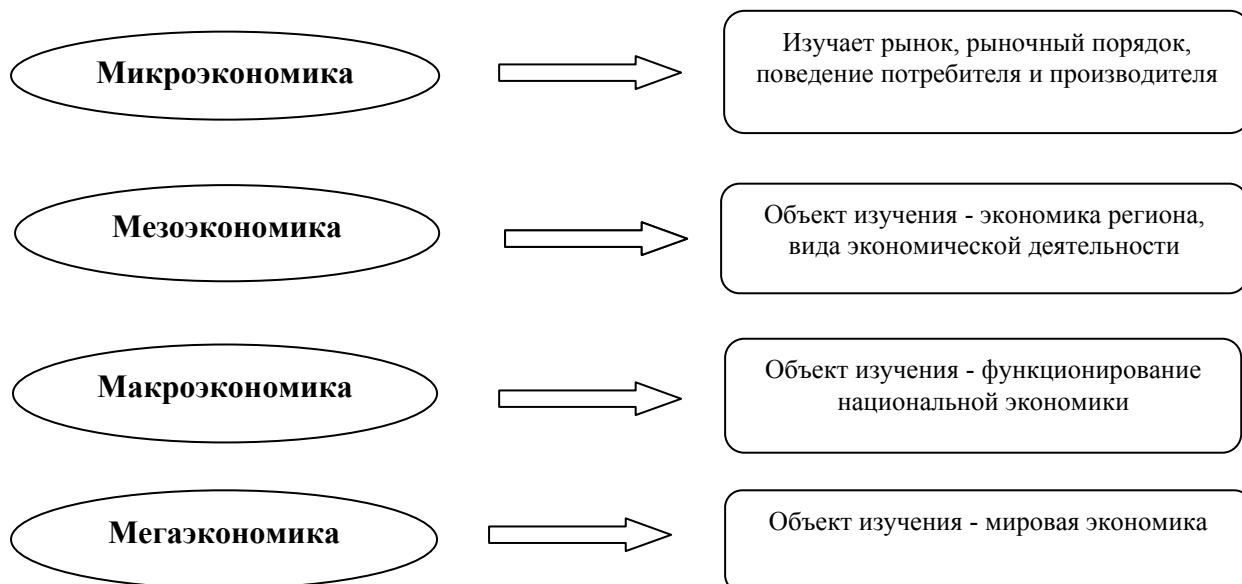 Микроэкономика
Изучает рынок, рыночный порядок,
поведение потребителя и производителя
Мезоэкономика
Объект изучения - экономика региона,
вида экономической деятельности
Макроэкономика
Объект изучения - функционирование
национальной экономики
Мегаэкономика
Объект изучения - мировая экономика